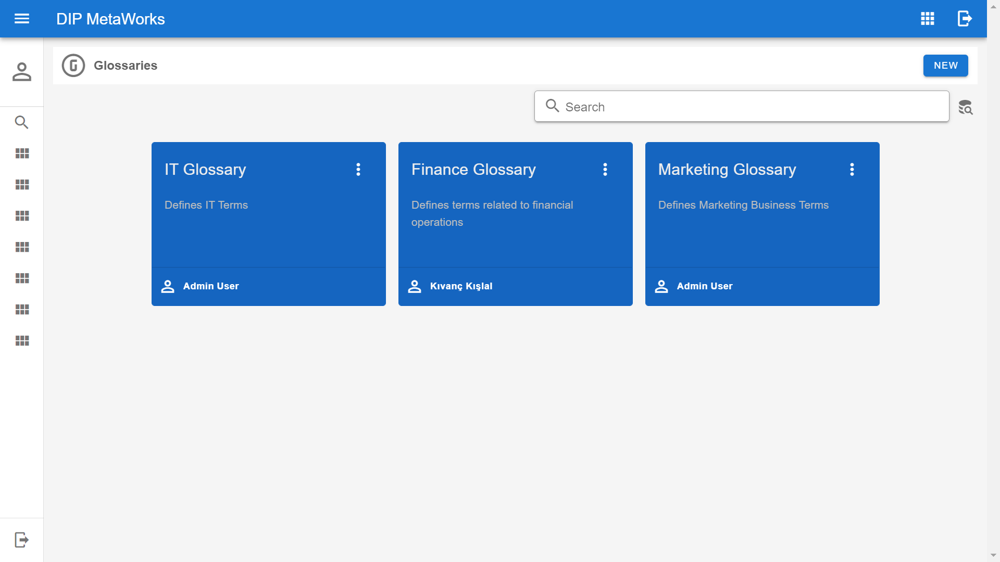 DIP MetaWorks
Glossaries
NEW
Search
IT Glossary
Defines IT Terms
Admin User
Finance Glossary
Defines terms related to financial
operations
Kıvanç Kışlal
Marketing Glossary
Defines Marketing Business Terms
Admin User